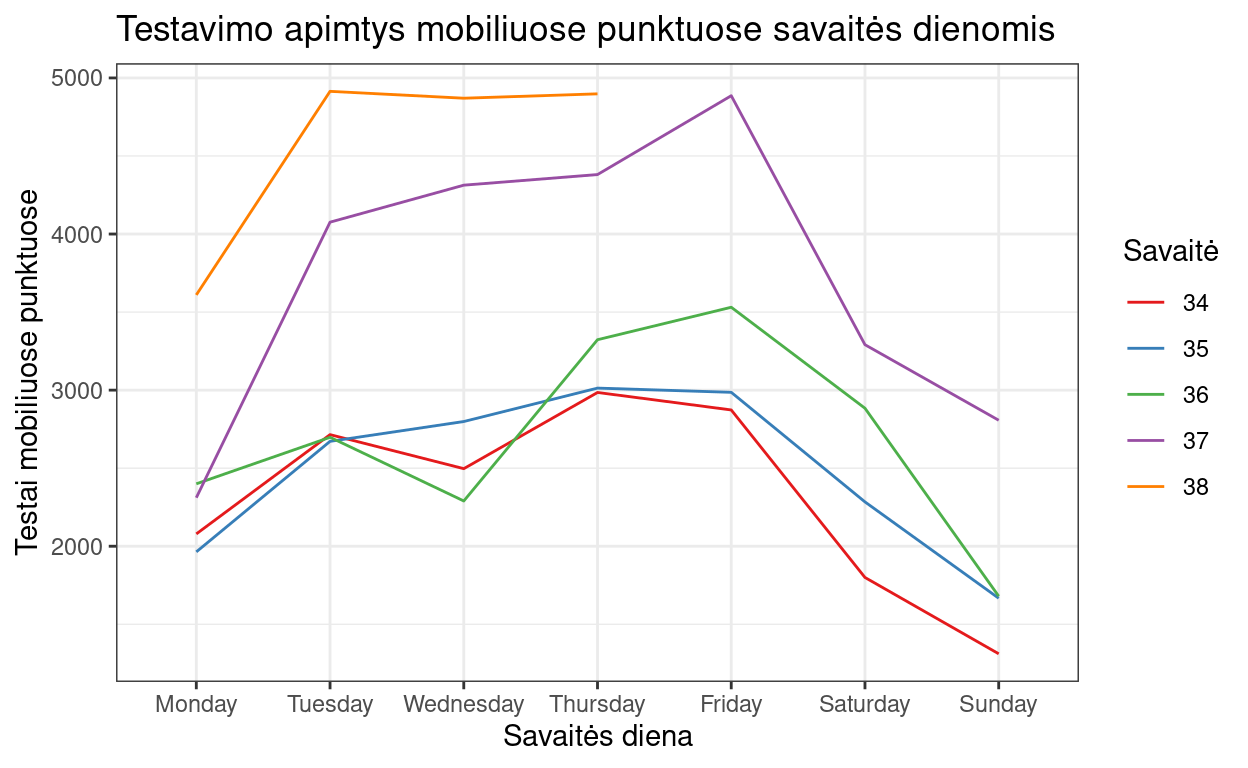 Testavimo apimtys mobiliuose punktuose savaitės dienomis
Testai mobiliuose punktuose
5000
4000
3000
2000
Monday Tuesday Wednesday Thursday Friday Saturday Sunday
Savaitės diena
Savaitė
34
35
36
37
38